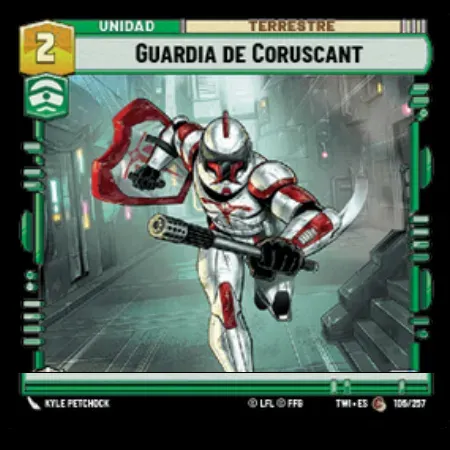 UNIDAD
TERRESTRE
2
GUARDIA DE CORUSCANT
KYLE PETCHOCK
© LFL © FFG
TWI • ES
106/257